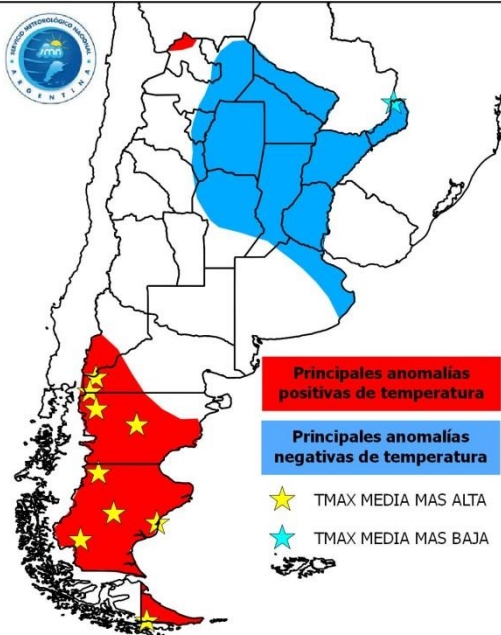 SERVICIO METEOROLÓGICO NACIONAL
smn
ARGENTINA
Principales anomalías
positivas de temperatura
Principales anomalías
negativas de temperatura
TMAX MEDIA MAS ALTA
TMAX MEDIA MAS BAJA